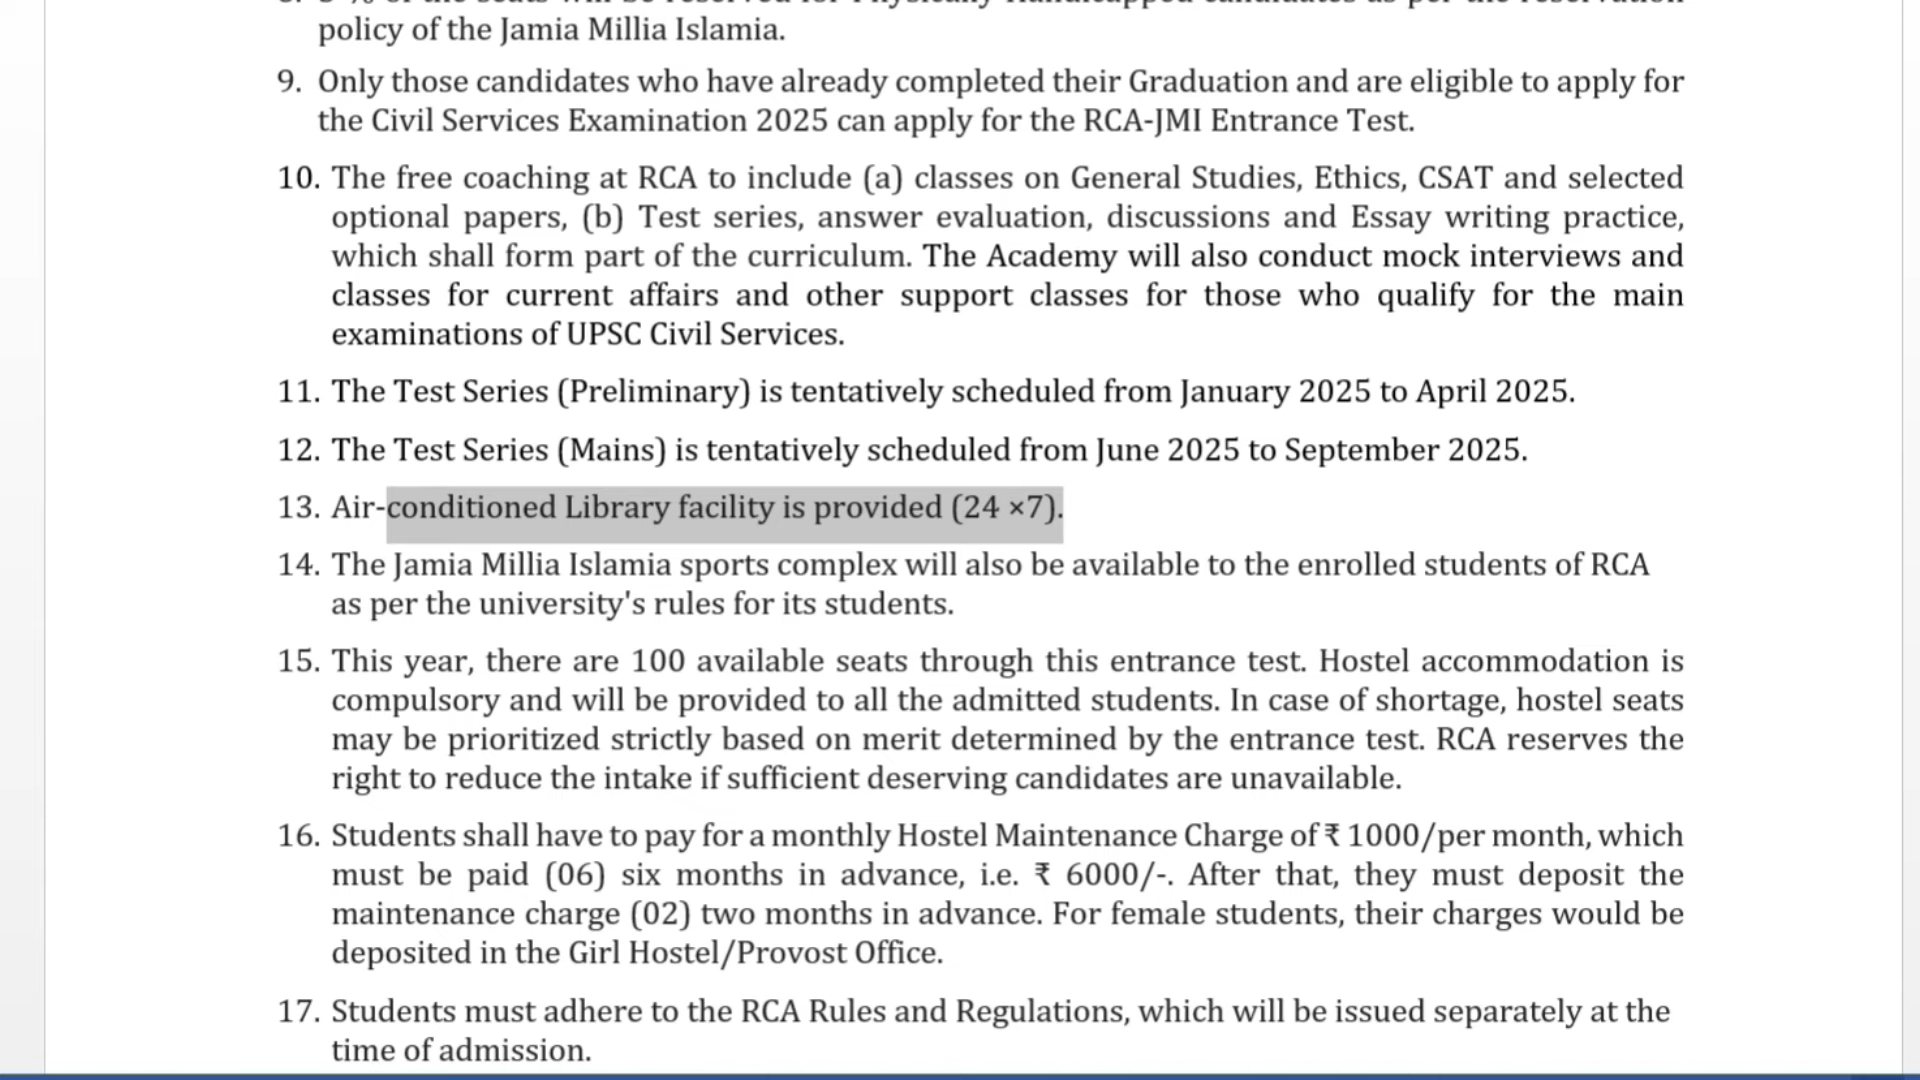 policy of the Jamia Millia Islamia.
9. Only those candidates who have already completed their Graduation and are eligible to apply for
the Civil Services Examination 2025 can apply for the RCA-JMI Entrance Test.
10. The free coaching at RCA to include (a) classes on General Studies, Ethics, CSAT and selected
optional papers, (b) Test series, answer evaluation, discussions and Essay writing practice,
which shall form part of the curriculum. The Academy will also conduct mock interviews and
classes for current affairs and other support classes for those who qualify for the main
examinations of UPSC Civil Services.
11. The Test Series (Preliminary) is tentatively scheduled from January 2025 to April 2025.
12. The Test Series (Mains) is tentatively scheduled from June 2025 to September 2025.
13. Air-conditioned Library facility is provided (24 ×7).
14. The Jamia Millia Islamia sports complex will also be available to the enrolled students of RCA
as per the university's rules for its students.
15. This year, there are 100 available seats through this entrance test. Hostel accommodation is
compulsory and will be provided to all the admitted students. In case of shortage, hostel seats
may be prioritized strictly based on merit determined by the entrance test. RCA reserves the
right to reduce the intake if sufficient deserving candidates are unavailable.
16. Students shall have to pay for a monthly Hostel Maintenance Charge of ₹ 1000/per month, which
must be paid (06) six months in advance, i.e. ₹ 6000/-. After that, they must deposit the
maintenance charge (02) two months in advance. For female students, their charges would be
deposited in the Girl Hostel/Provost Office.
17. Students must adhere to the RCA Rules and Regulations, which will be issued separately at the
time of admission.